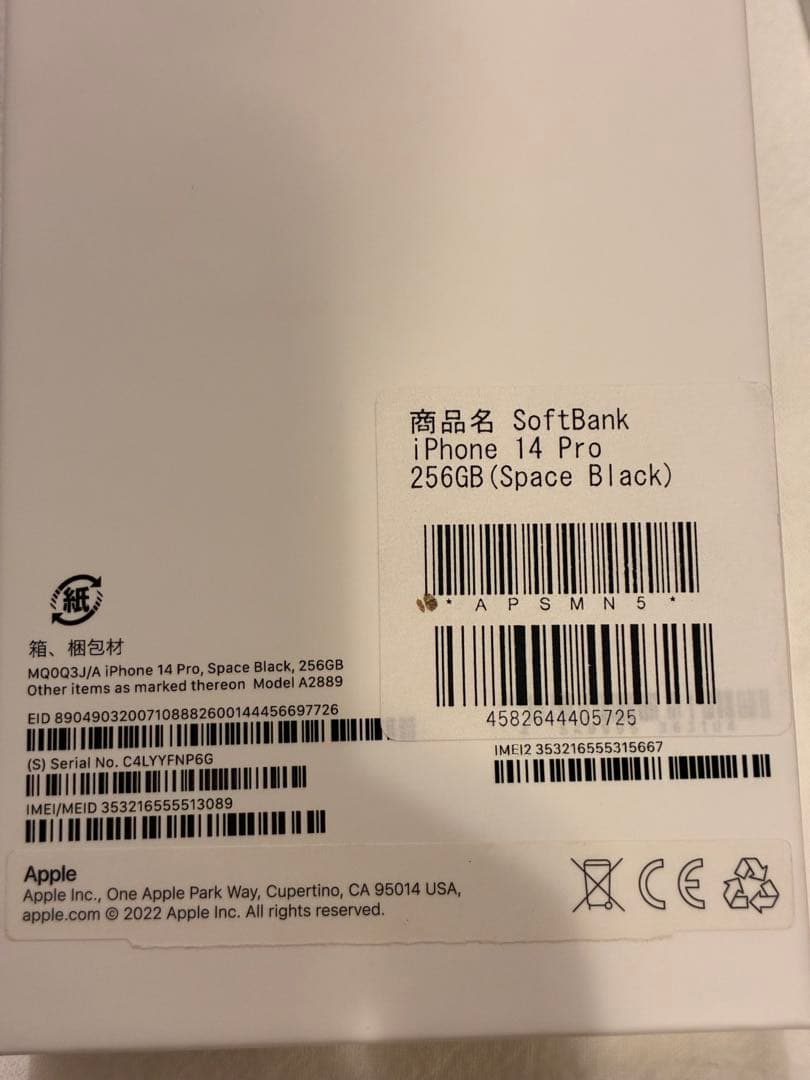 商品名 SoftBank
iPhone 14 Pro
256GB(Space Black)
* A P S M N 5 *
4582644405725
紙
箱、梱包材
MQ0Q3J/A iPhone 14 Pro, Space Black, 256GB
Other items as marked thereon Model A2889
EID 89049032007108882600144456697726
(S) Serial No. C4LYYFNP6G
IMEI/MEID 353216555513089
IMEI2 353216555315667
Apple
Apple Inc., One Apple Park Way, Cupertino, CA 95014 USA,
apple.com © 2022 Apple Inc. All rights reserved.
CE